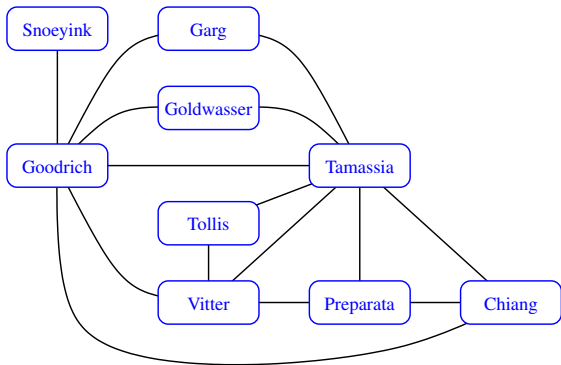 Snoeyink
Garg
Goldwasser
Goodrich
Tamassia
Tollis
Vitter
Preparata
Chiang